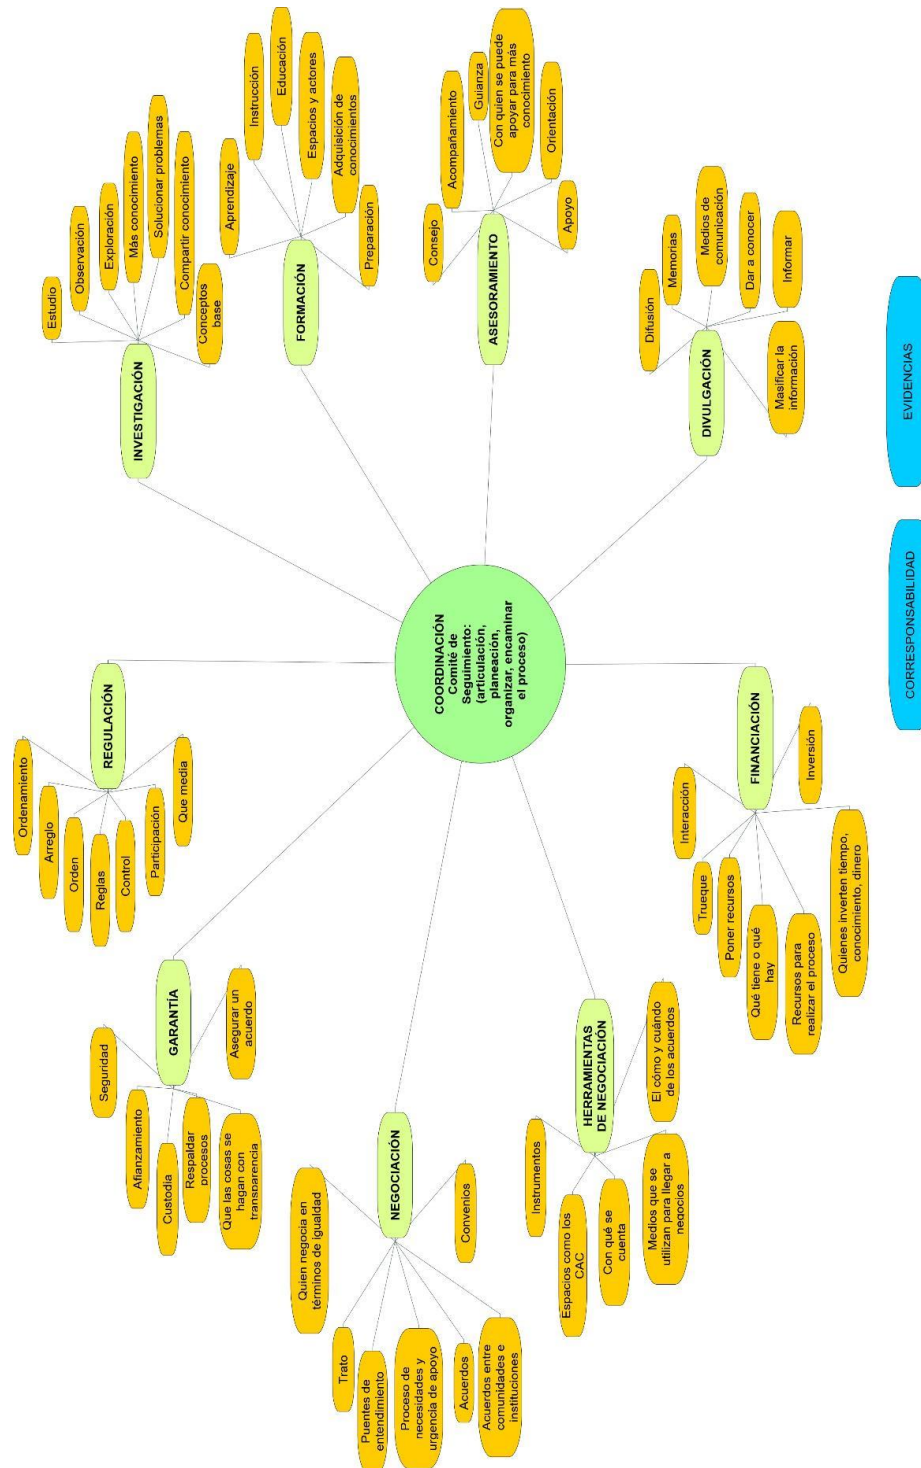 Quien negocia en
términos de igualdad
Trato
Puentes de
entendimiento
Proceso de
necesidades y
urgencia de apoyo
Acuerdos
Acuerdos entre
comunidades e
instituciones
Convenios
NEGOCIACIÓN
Seguridad
Afianzamiento
Custodia
Respaldar
procesos
Que las cosas se
hagan con
transparencia
Asegurar un
acuerdo
GARANTÍA
Ordenamiento
Arreglo
Orden
Reglas
Control
Participación
Que media
REGULACIÓN
Estudio
Observación
Exploración
Más conocimiento
Solucionar problemas
Compartir conocimiento
Conceptos
base
INVESTIGACIÓN
Aprendizaje
Instrucción
Educación
Espacios y actores
Adquisición de
conocimientos
Preparación
FORMACIÓN
Consejo
Acompañamiento
Guianza
Con quien se puede
apoyar para más
conocimiento
Orientación
Apoyo
ASESORAMIENTO
Difusión
Memorias
Medios de
comunicación
Dar a conocer
Informar
Masificar la
información
DIVULGACIÓN
COORDINACIÓN
Comité de
Seguimiento:
(articulación,
planeación,
organizar, encaminar
el proceso)
HERRAMIENTAS
DE NEGOCIACIÓN
Instrumentos
Espacios como los
CAC
Con qué se
cuenta
Medios que se
utilizan para llegar a
negocios
El cómo y cuándo
de los acuerdos
FINANCIACIÓN
Interacción
Trueque
Poner recursos
Qué tiene o qué
hay
Recursos para
realizar el proceso
Quienes inverten tiempo,
conocimiento, dinero
Inversión
CORRESPONSABILIDAD
EVIDENCIAS